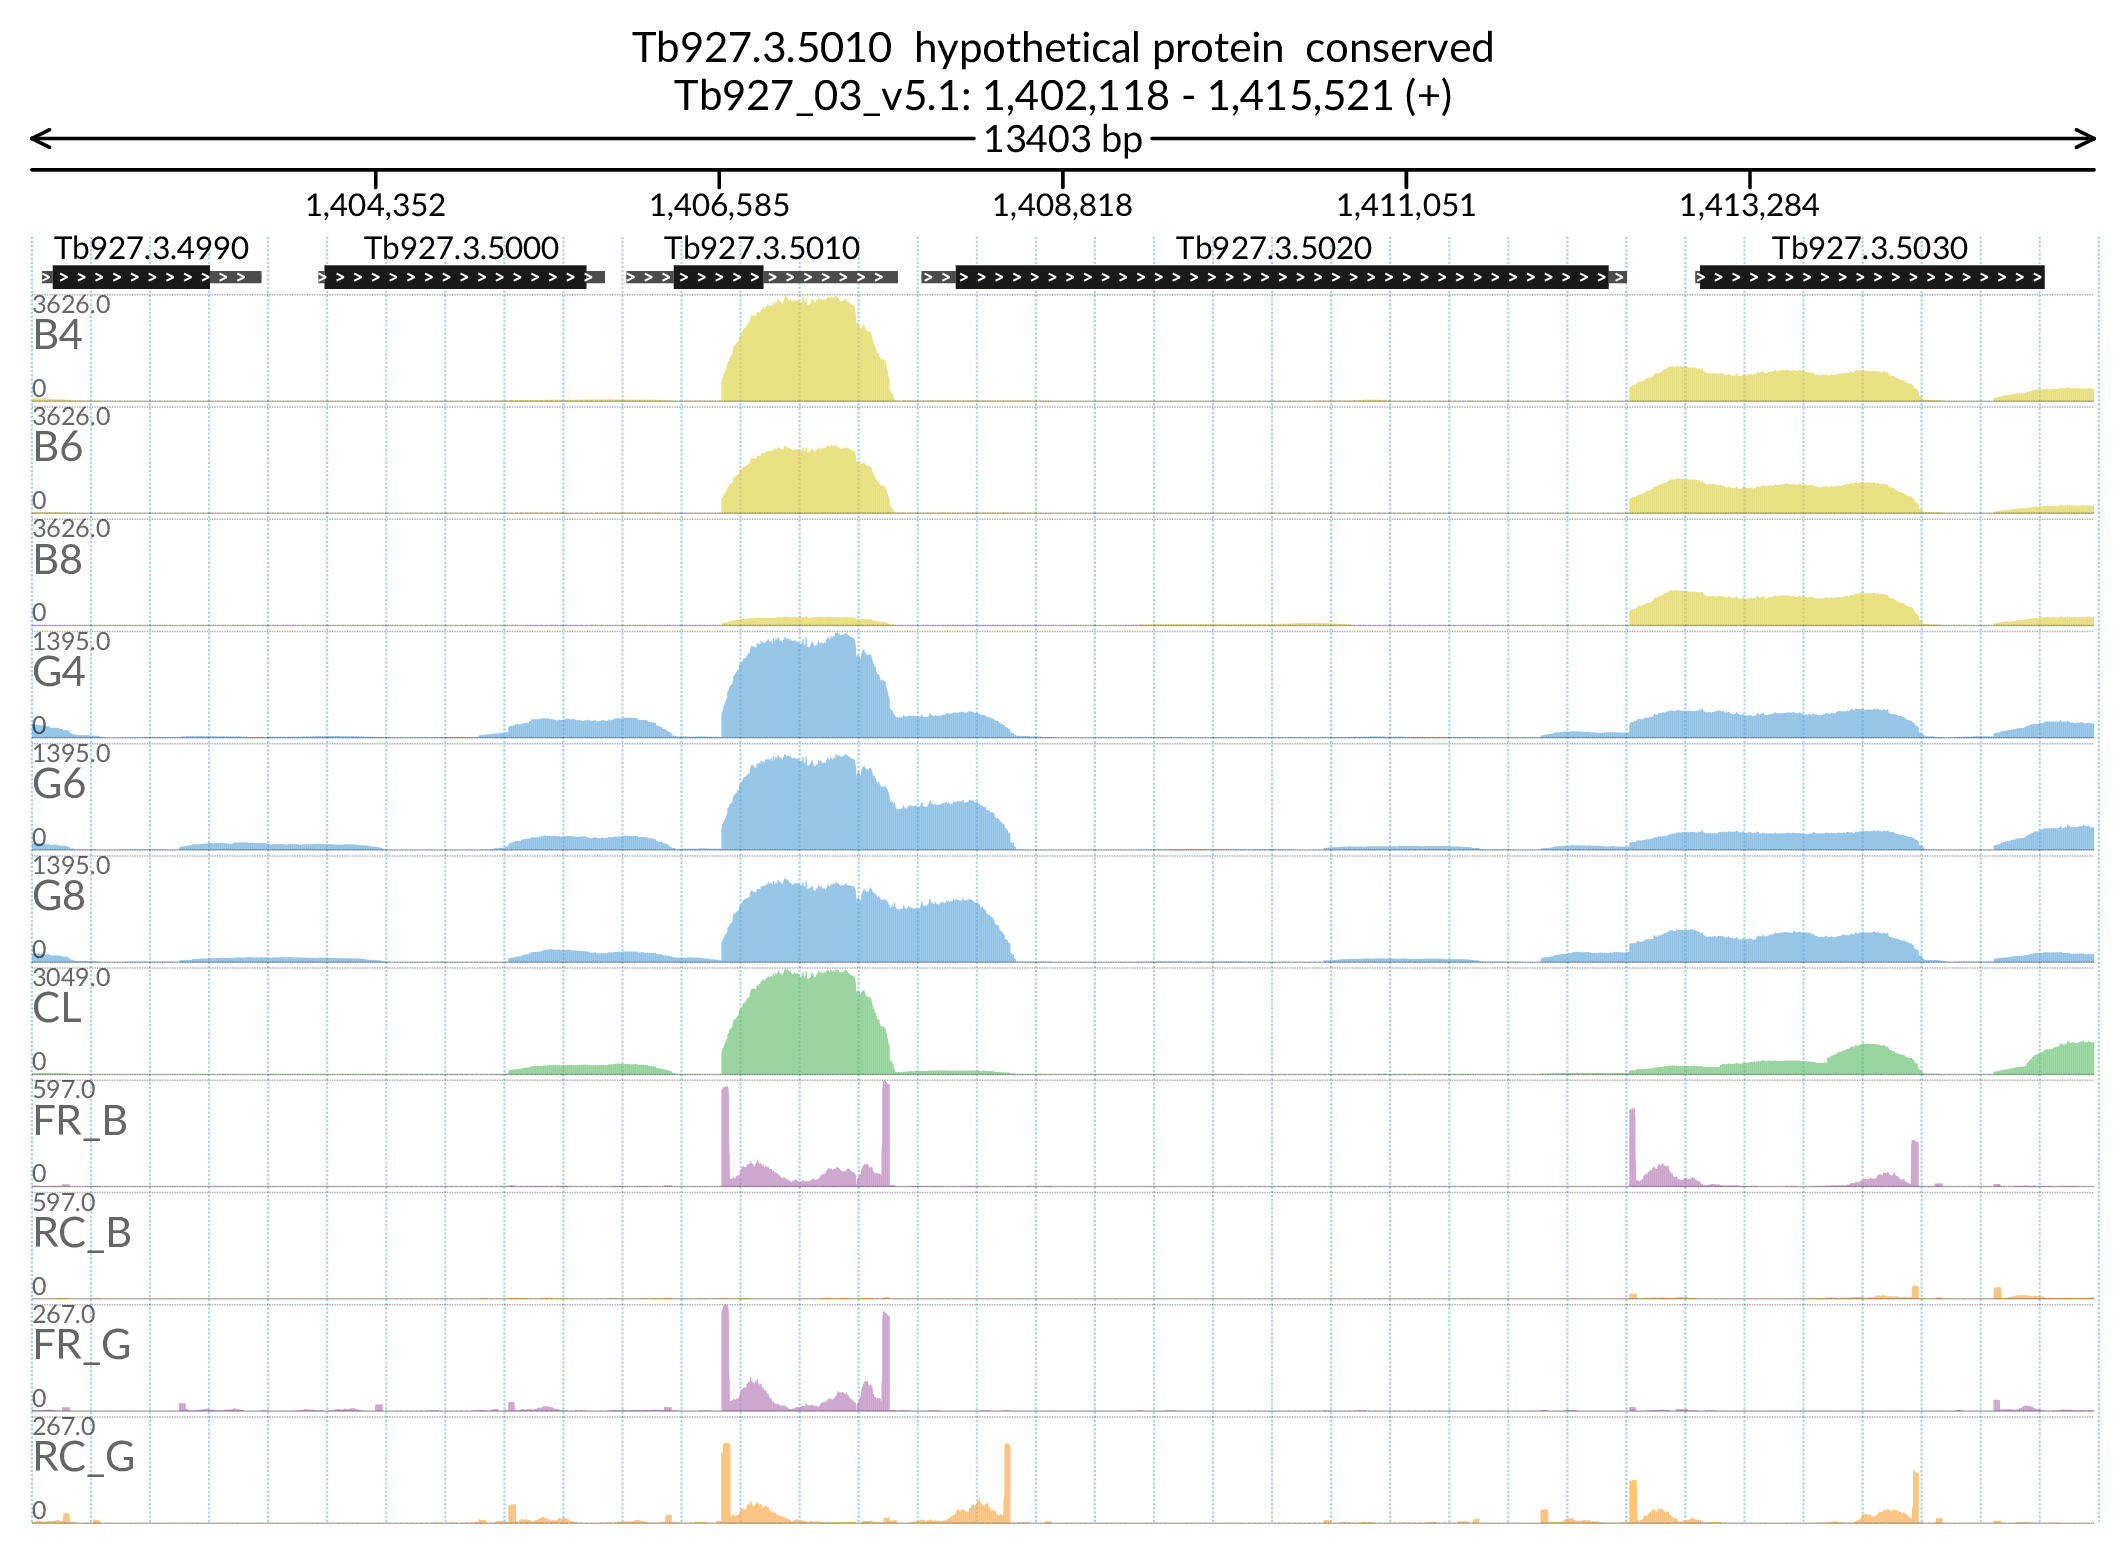 Tb927.3.5010  hypothetical protein  conserved
Tb927_03_v5.1: 1,402,118 - 1,415,521 (+)
13403 bp
1,404,352 1,406,585 1,408,818 1,411,051 1,413,284
Tb927.3.4990 Tb927.3.5000 Tb927.3.5010 Tb927.3.5020 Tb927.3.5030
3626.0
B4
0
3626.0
B6
0
3626.0
B8
0
1395.0
G4
0
1395.0
G6
0
1395.0
G8
0
3049.0
CL
0
597.0
FR_B
0
597.0
RC_B
0
267.0
FR_G
0
267.0
RC_G
0